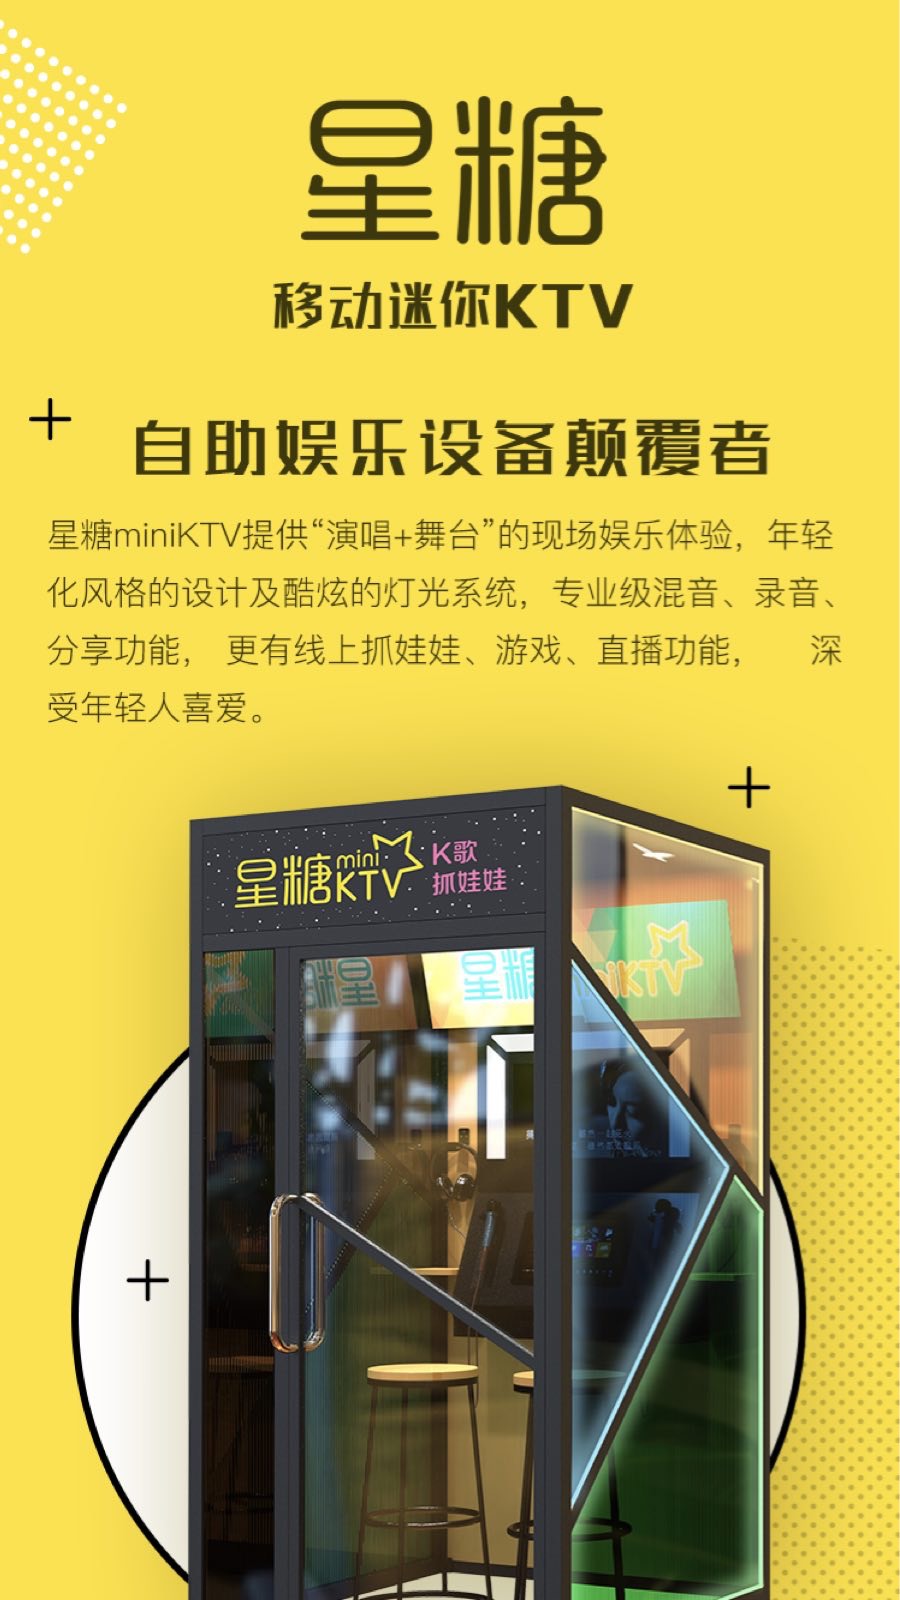 星糖
移动迷你KTV
自助娱乐设备颠覆者
星糖miniKTV提供“演唱+舞台”的现场娱乐体验，年轻
化风格的设计及酷炫的灯光系统，专业级混音、录音、
分享功能， 更有线上抓娃娃、游戏、直播功能， 深
受年轻人喜爱。
星糖mini KTV
K歌
抓娃娃
星糖
miniKTV